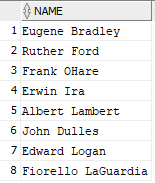 NAME
1 Eugene Bradley
2 Ruther Ford
3 Frank OHare
4 Erwin Ira
5 Albert Lambert
6 John Dulles
7 Edward Logan
8 Fiorello LaGuardia